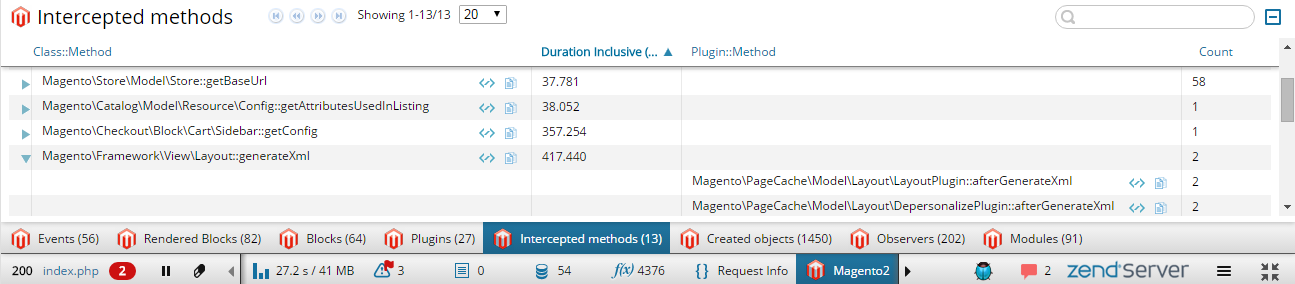 Intercepted methods Showing 1-13/13 20
Class::Method Duration Inclusive (... ▲ Plugin::Method Count
Magento\Store\Model\Store::getBaseUrl 37.781 58
Magento\Catalog\Model\Resource\Config::getAttributesUsedInListing 38.052 1
Magento\Checkout\Block\Cart\Sidebar::getConfig 357.254 1
Magento\Framework\View\Layout::generateXml 417.440 2
Magento\PageCache\Model\Layout\LayoutPlugin::afterGenerateXml 2
Magento\PageCache\Model\Layout\DepersonalizePlugin::afterGenerateXml 2
Events (56) Rendered Blocks (82) Blocks (64) Plugins (27) Intercepted methods (13) Created objects (1450) Observers (202) Modules (91)
200 index.php 2 27.2 s / 41 MB 3 0 54 f(x) 4376 {} Request Info Magento2 2 zend Server